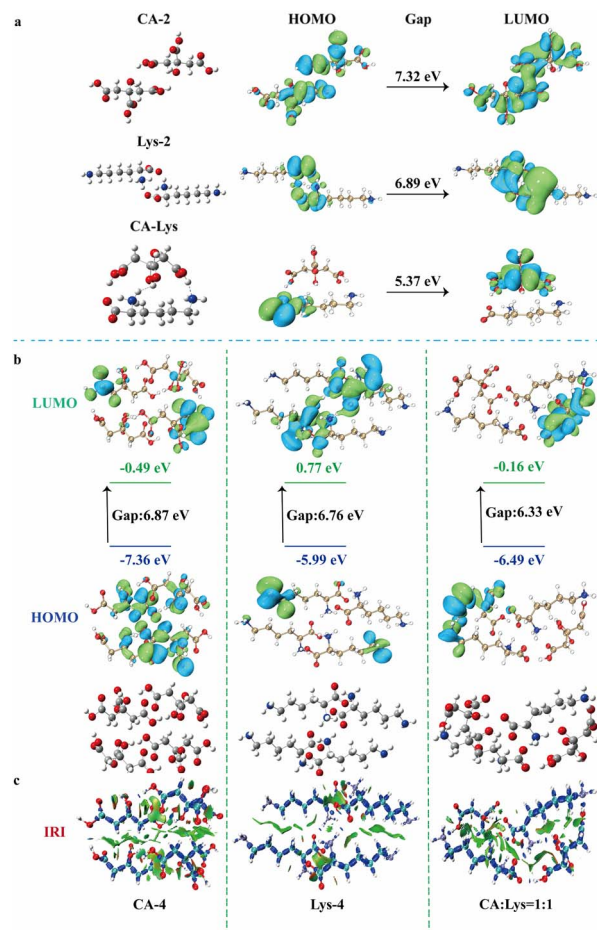 a
CA-2 HOMO Gap LUMO
7.32 eV
Lys-2
6.89 eV
CA-Lys
5.37 eV
b
LUMO
-0.49 eV 0.77 eV -0.16 eV
Gap:6.87 eV Gap:6.76 eV Gap:6.33 eV
-7.36 eV -5.99 eV -6.49 eV
HOMO
c
IRI
CA-4 Lys-4 CA:Lys=1:1